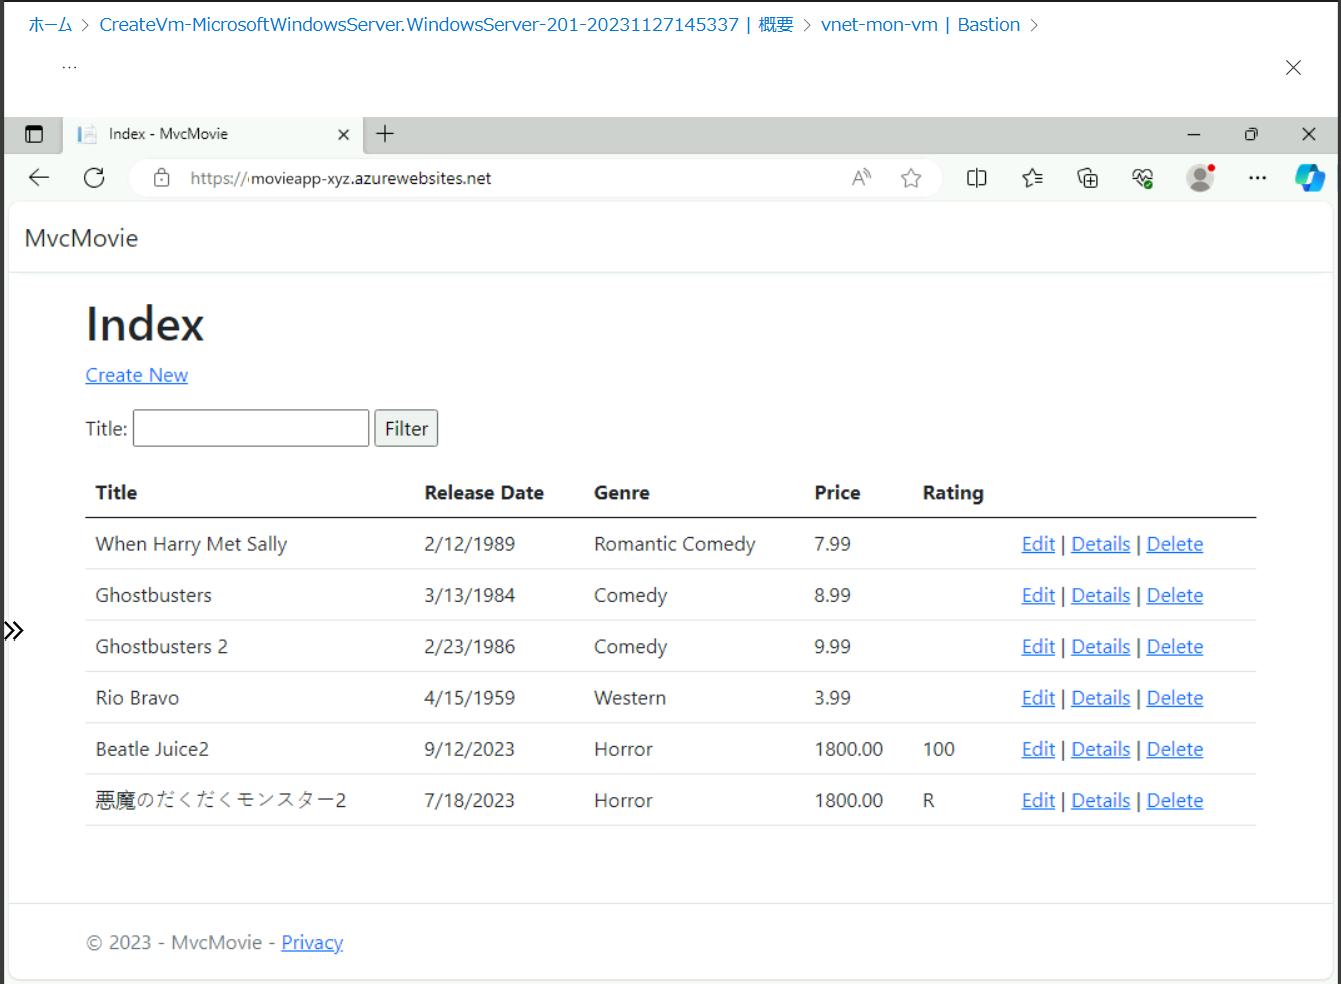 ホーム > CreateVm-MicrosoftWindowsServer.WindowsServer-201-20231127145337 | 概要 > vnet-mon-vm | Bastion >
...
Index - MvcMovie
https://movieapp-xyz.azurewebsites.net
MvcMovie
Index
Create New
Title: Filter
Title Release Date Genre Price Rating
When Harry Met Sally 2/12/1989 Romantic Comedy 7.99 Edit | Details | Delete
Ghostbusters 3/13/1984 Comedy 8.99 Edit | Details | Delete
Ghostbusters 2 2/23/1986 Comedy 9.99 Edit | Details | Delete
Rio Bravo 4/15/1959 Western 3.99 Edit | Details | Delete
Beatle Juice2 9/12/2023 Horror 1800.00 100 Edit | Details | Delete
悪魔のだくだくモンスター2 7/18/2023 Horror 1800.00 R Edit | Details | Delete
© 2023 - MvcMovie - Privacy